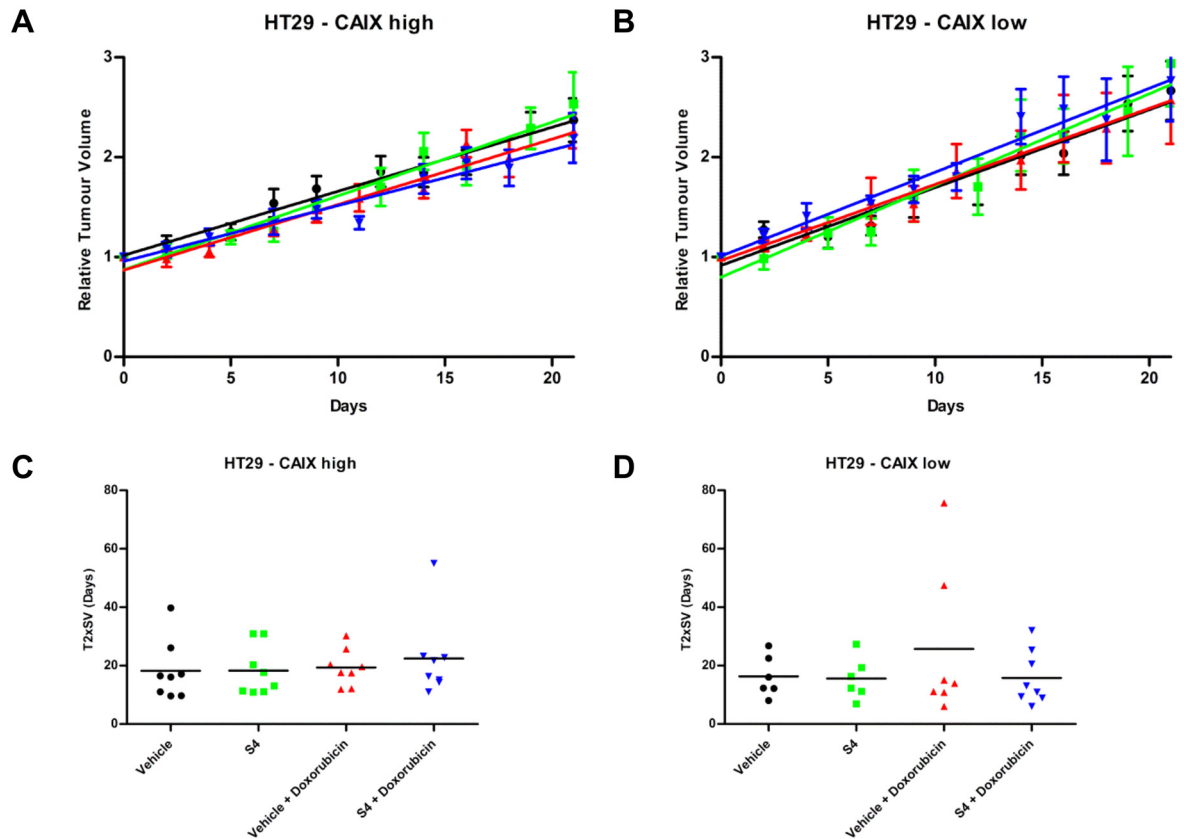 A
HT29 - CAIX high
Relative Tumour Volume
3
2
1
0
0 5 10 15 20
Days
B
HT29 - CAIX low
Relative Tumour Volume
3
2
1
0
0 5 10 15 20
Days
C
HT29 - CAIX high
T2xSV (Days)
80
60
40
20
0
Vehicle
S4
Vehicle + Doxorubicin
S4 + Doxorubicin
D
HT29 - CAIX low
T2xSV (Days)
80
60
40
20
0
Vehicle
S4
Vehicle + Doxorubicin
S4 + Doxorubicin